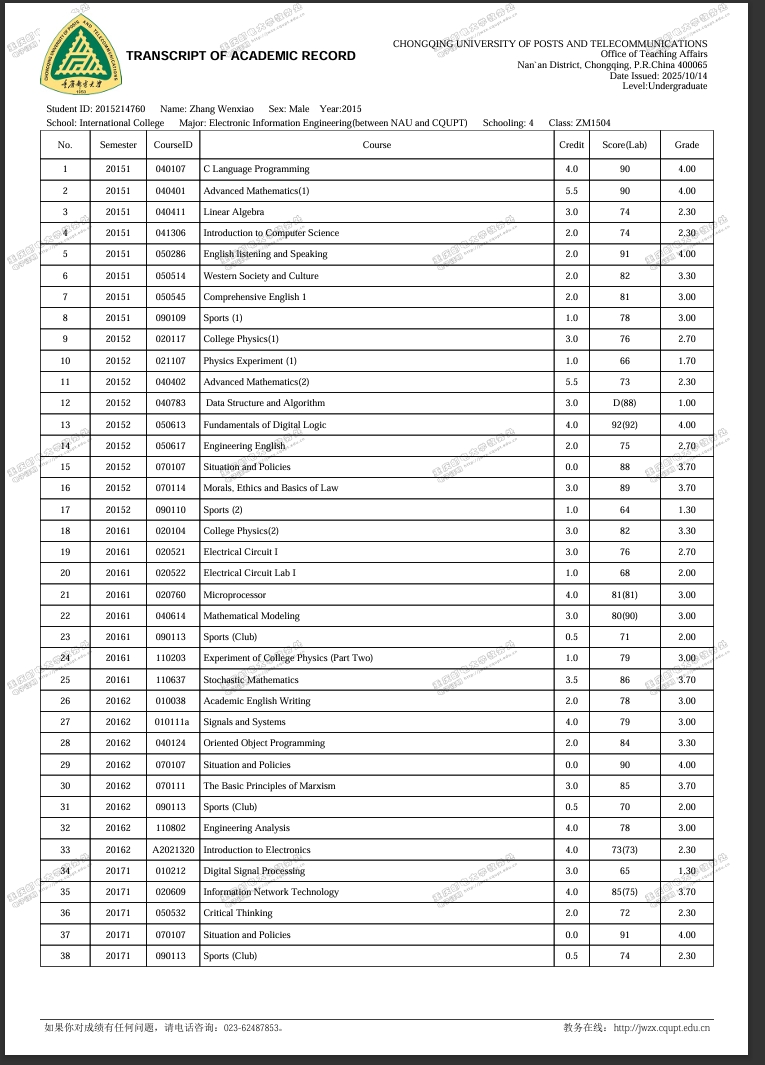 CHONGQING UNIVERSITY OF POSTS AND TELECOMMUNICATIONS
TRANSCRIPT OF ACADEMIC RECORD
Office of Teaching Affairs
Nan`an District, Chongqing, P.R.China 400065
Date Issued: 2025/10/14
Level:Undergraduate
Student ID: 2015214760 Name: Zhang Wenxiao Sex: Male Year:2015
School: International College Major: Electronic Information Engineering(between NAU and CQUPT) Schooling: 4 Class: ZM1504
No. Semester CourseID Course Credit Score(Lab) Grade
1 20151 040107 C Language Programming 4.0 90 4.00
2 20151 040401 Advanced Mathematics(1) 5.5 90 4.00
3 20151 040411 Linear Algebra 3.0 74 2.30
4 20151 041306 Introduction to Computer Science 2.0 74 2.30
5 20151 050286 English listening and Speaking 2.0 91 4.00
6 20151 050514 Western Society and Culture 2.0 82 3.30
7 20151 050545 Comprehensive English 1 2.0 81 3.00
8 20151 090109 Sports (1) 1.0 78 3.00
9 20152 020117 College Physics(1) 3.0 76 2.70
10 20152 021107 Physics Experiment (1) 1.0 66 1.70
11 20152 040402 Advanced Mathematics(2) 5.5 73 2.30
12 20152 040783 Data Structure and Algorithm 3.0 D(88) 1.00
13 20152 050613 Fundamentals of Digital Logic 4.0 92(92) 4.00
14 20152 050617 Engineering English 2.0 75 2.70
15 20152 070107 Situation and Policies 0.0 88 3.70
16 20152 070114 Morals, Ethics and Basics of Law 3.0 89 3.70
17 20152 090110 Sports (2) 1.0 64 1.30
18 20161 020104 College Physics(2) 3.0 82 3.30
19 20161 020521 Electrical Circuit I 3.0 76 2.70
20 20161 020522 Electrical Circuit Lab I 1.0 68 2.00
21 20161 020760 Microprocessor 4.0 81(81) 3.00
22 20161 040614 Mathematical Modeling 3.0 80(90) 3.00
23 20161 090113 Sports (Club) 0.5 71 2.00
24 20161 110203 Experiment of College Physics (Part Two) 1.0 79 3.00
25 20161 110637 Stochastic Mathematics 3.5 86 3.70
26 20162 010038 Academic English Writing 2.0 78 3.00
27 20162 010111a Signals and Systems 4.0 79 3.00
28 20162 040124 Oriented Object Programming 2.0 84 3.30
29 20162 070107 Situation and Policies 0.0 90 4.00
30 20162 070111 The Basic Principles of Marxism 3.0 85 3.70
31 20162 090113 Sports (Club) 0.5 70 2.00
32 20162 110802 Engineering Analysis 4.0 78 3.00
33 20162 A2021320 Introduction to Electronics 4.0 73(73) 2.30
34 20171 010212 Digital Signal Processing 3.0 65 1.30
35 20171 020609 Information Network Technology 4.0 85(75) 3.70
36 20171 050532 Critical Thinking 2.0 72 2.30
37 20171 070107 Situation and Policies 0.0 91 4.00
38 20171 090113 Sports (Club) 0.5 74 2.30
如果你对成绩有任何问题，请电话咨询：023-62487853。 教务在线：http://jwzx.cqupt.edu.cn